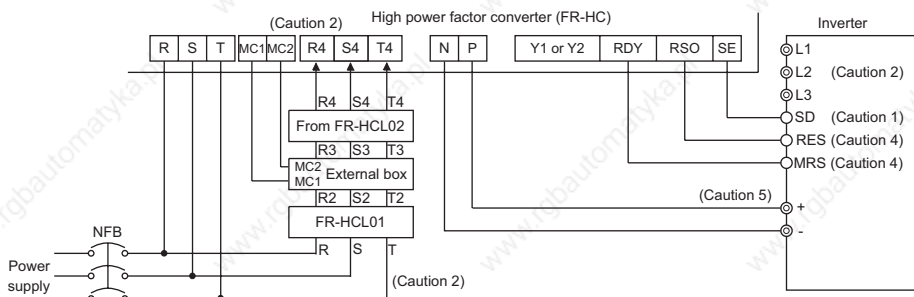 High power factor converter (FR-HC)
(Caution 2)
Inverter
R S T MC1 MC2 R4 S4 T4 N P Y1 or Y2 RDY RSO SE
L1
L2 (Caution 2)
L3
R4 S4 T4
From FR-HCL02
SD (Caution 1)
R3 S3 T3
RES (Caution 4)
MC2 External box
MC1
MRS (Caution 4)
R2 S2 T2
(Caution 5)
FR-HCL01
+
NFB
-
R S T
Power
supply
(Caution 2)
www.rgbautomatyka.pl